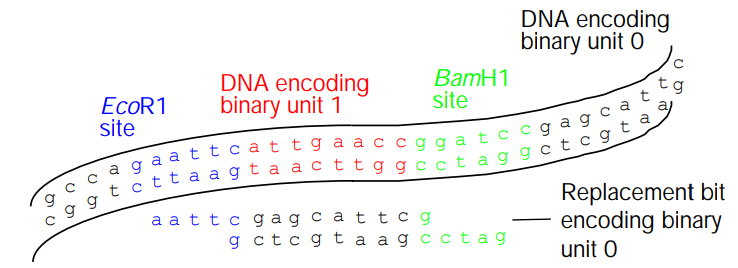 DNA encoding
binary unit 0
DNA encoding
binary unit 1
BamH1
site
EcoR1
site
g c c a g a a t t c a t t g a a c c g g a t c c g a g c a t t c
c g g t c t t a a g t a a c t t g g c c t a g g c t c g t a a g
a a t t c g a g c a t t c g
g c t c g t a a g c c t a g
Replacement bit
encoding binary
unit 0